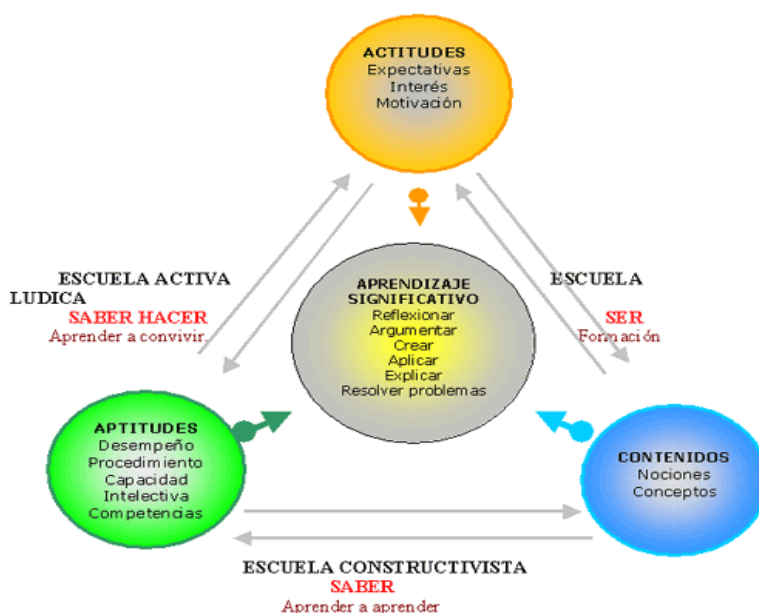 ACTITUDES
Expectativas
Interés
Motivación
ESCUELA ACTIVA
LUDICA
SABER HACER
Aprender a convivir.
APRENDIZAJE
SIGNIFICATIVO
Reflexionar
Argumentar
Crear
Aplicar
Explicar
Resolver problemas
ESCUELA
SER
Formación
APTITUDES
Desempeño
Procedimiento
Capacidad
Intelectiva
Competencias
CONTENIDOS
Nociones
Conceptos
ESCUELA CONSTRUCTIVISTA
SABER
Aprender a aprender